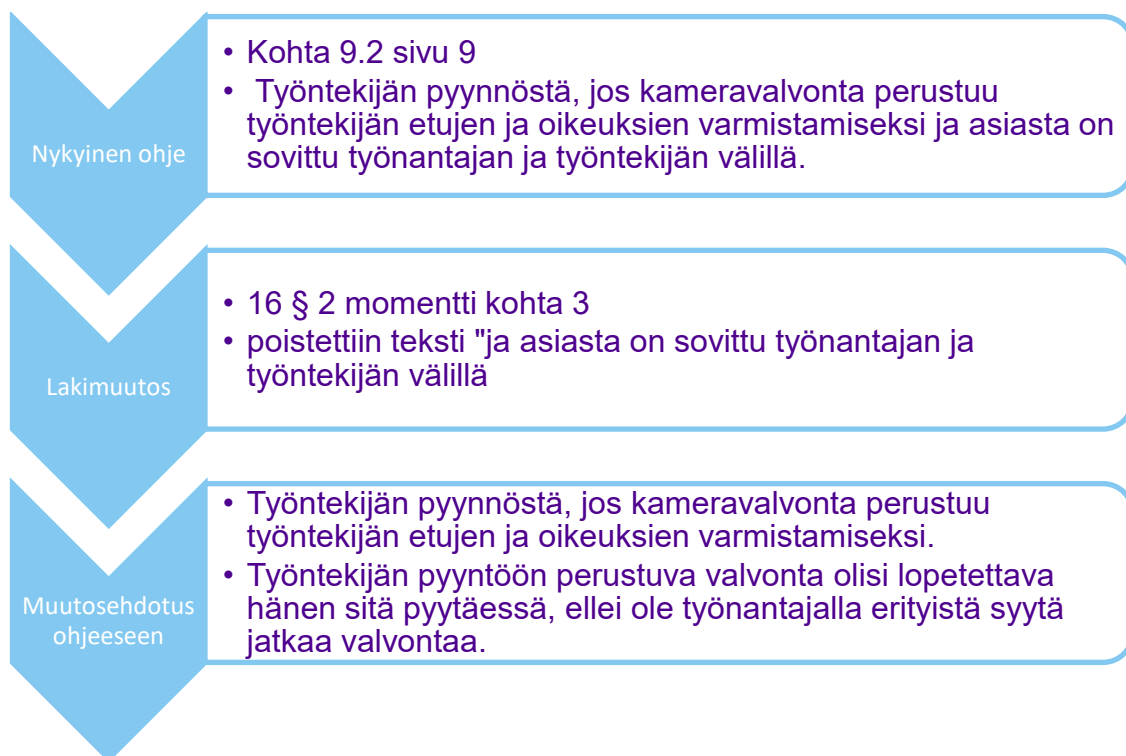 Nykyinen ohje
• Kohta 9.2 sivu 9
• Työntekijän pyynnöstä, jos kameravalvonta perustuu
työntekijän etujen ja oikeuksien varmistamiseksi ja asiasta on
sovittu työnantajan ja työntekijän välillä.
Lakimuutos
• 16 § 2 momentti kohta 3
• poistettiin teksti "ja asiasta on sovittu työnantajan ja
työntekijän välillä
Muutosehdotus
ohjeeseen
• Työntekijän pyynnöstä, jos kameravalvonta perustuu
työntekijän etujen ja oikeuksien varmistamiseksi.
• Työntekijän pyyntöön perustuva valvonta olisi lopetettava
hänen sitä pyytäessä, ellei ole työnantajalla erityistä syytä
jatkaa valvontaa.